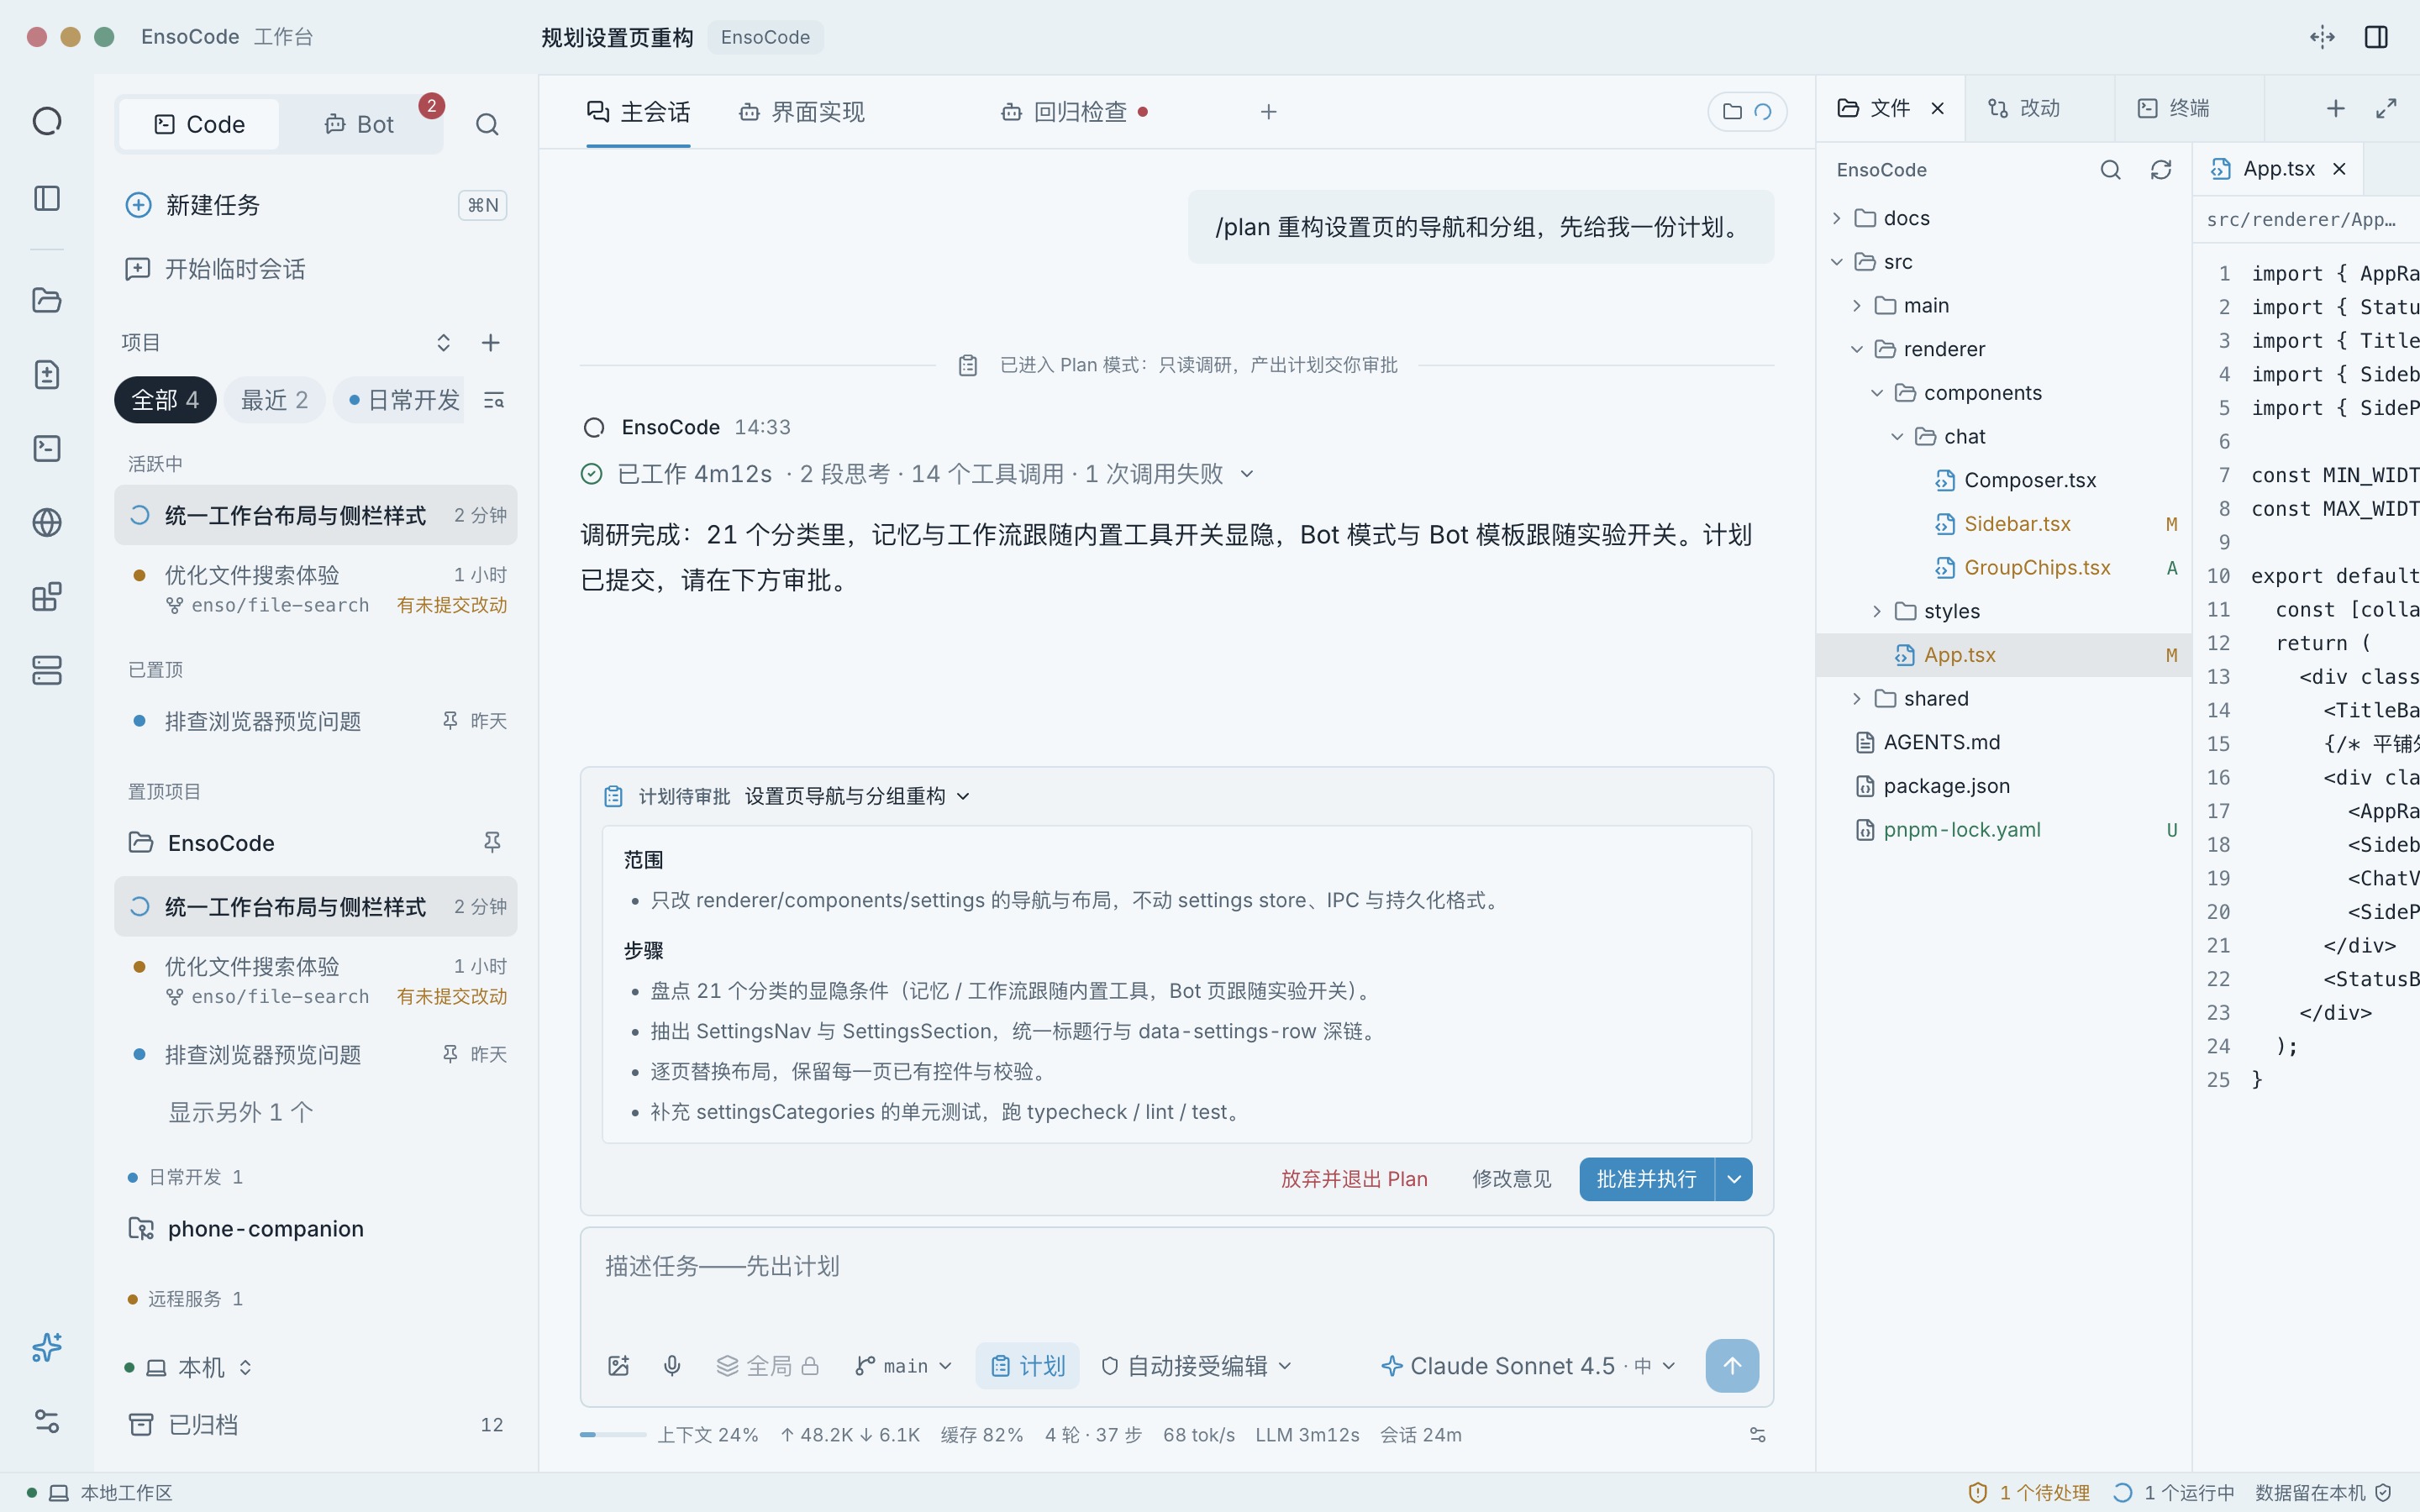 EnsoCode 工作台
规划设置页重构 EnsoCode
Code
Bot
2
新建任务 ⌘N
开始临时会话
项目
全部 4
最近 2
日常开发
活跃中
统一工作台布局与侧栏样式 2 分钟
优化文件搜索体验 1 小时
enso/file-search 有未提交改动
已置顶
排查浏览器预览问题 昨天
置顶项目
EnsoCode
统一工作台布局与侧栏样式 2 分钟
优化文件搜索体验 1 小时
enso/file-search 有未提交改动
排查浏览器预览问题 昨天
显示另外 1 个
日常开发 1
phone-companion
远程服务 1
本机
已归档 12
主会话
界面实现
回归检查
/plan 重构设置页的导航和分组，先给我一份计划。
已进入 Plan 模式：只读调研，产出计划交你审批
EnsoCode 14:33
已工作 4m12s · 2 段思考 · 14 个工具调用 · 1 次调用失败
调研完成：21 个分类里，记忆与工作流跟随内置工具开关显隐，Bot 模式与 Bot 模板跟随实验开关。计划
已提交，请在下方审批。
计划待审批 设置页导航与分组重构
范围
• 只改 renderer/components/settings 的导航与布局，不动 settings store、IPC 与持久化格式。
步骤
• 盘点 21 个分类的显隐条件（记忆 / 工作流跟随内置工具，Bot 页跟随实验开关）。
• 抽出 SettingsNav 与 SettingsSection，统一标题行与 data-settings-row 深链。
• 逐页替换布局，保留每一页已有控件与校验。
• 补充 settingsCategories 的单元测试，跑 typecheck / lint / test。
放弃并退出 Plan
修改意见
批准并执行
描述任务——先出计划
全局
main
计划
自动接受编辑
Claude Sonnet 4.5 · 中
上下文 24% ↑ 48.2K ↓ 6.1K 缓存 82% 4 轮 · 37 步 68 tok/s LLM 3m12s 会话 24m
文件
改动
终端
EnsoCode
docs
src
main
renderer
components
chat
Composer.tsx
Sidebar.tsx M
GroupChips.tsx A
styles
App.tsx M
shared
AGENTS.md
package.json
pnpm-lock.yaml U
App.tsx
src/renderer/App…
1 import { AppRa
2 import { Statu
3 import { Title
4 import { Sideb
5 import { SideP
6
7 const MIN_WIDT
8 const MAX_WIDT
9
10 export default
11 const [colla
12 return (
13 <div class
14 <TitleBa
15 {/* 平铺
16 <div cla
17 <AppRa
18 <Sideb
19 <ChatV
20 <SideP
21 </div>
22 <StatusB
23 </div>
24 );
25 }
本地工作区
1 个待处理
1 个运行中
数据留在本机